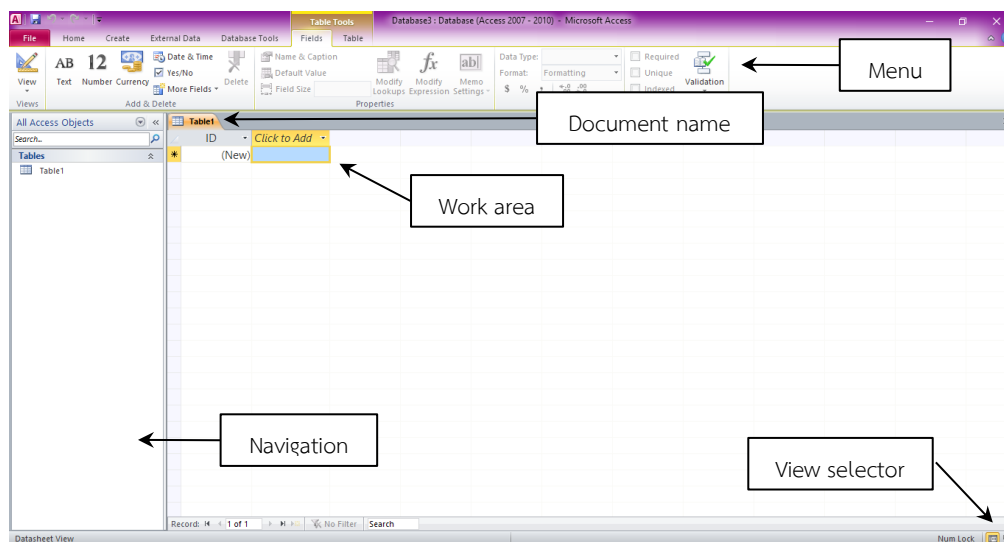 Table Tools Database3 : Database (Access 2007 - 2010) - Microsoft Access
File Home Create External Data Database Tools Fields Table
View
AB Text
12 Number
Currency
Date & Time
Yes/No
More Fields
Delete
Name & Caption
Default Value
Field Size
Modify Lookups
fx Modify Expression
ab Memo Settings
Data Type:
Format: Formatting
$ % ,
Required
Unique
Indexed
Validation
Views Add & Delete Properties
Menu
All Access Objects
Table1
Document name
Search...
ID Click to Add
Tables
(New)
Table1
Work area
Navigation
View selector
Record: 1 of 1 No Filter Search
Datasheet View Num Lock